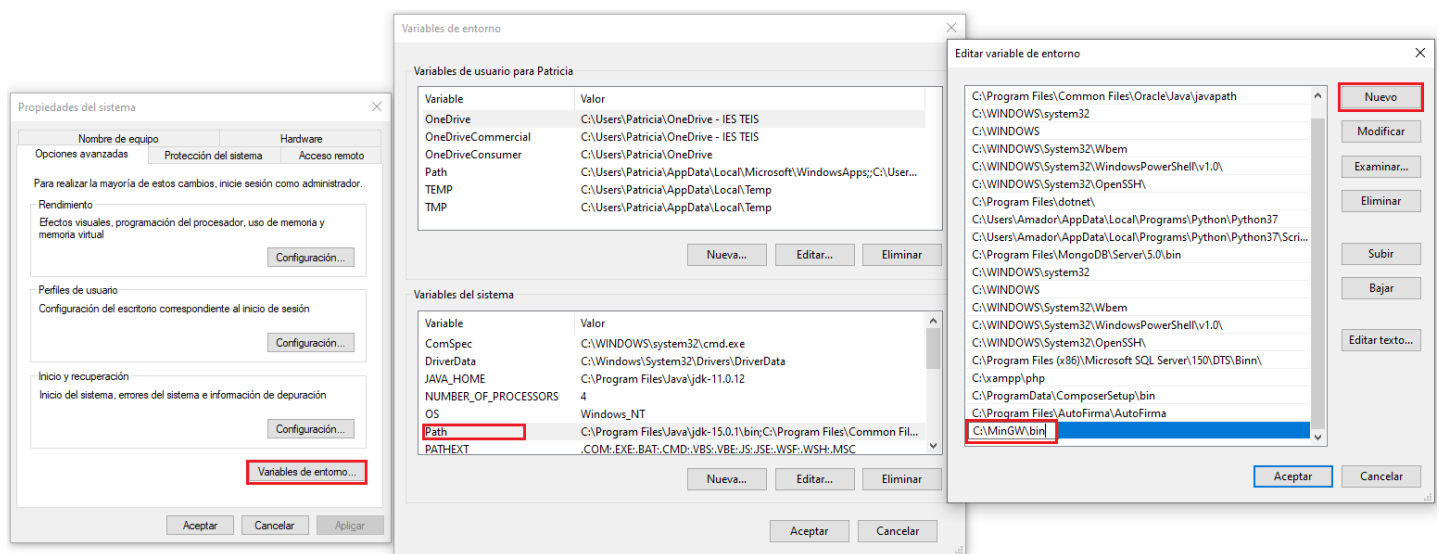 Propiedades del sistema
Nombre de equipo Hardware
Opciones avanzadas Protección del sistema Acceso remoto
Para realizar la mayoría de estos cambios, inicie sesión como administrador.
Rendimiento
Efectos visuales, programación del procesador, uso de memoria y
memoria virtual
Configuración...
Perfiles de usuario
Configuración del escritorio correspondiente al inicio de sesión
Configuración...
Inicio y recuperación
Inicio del sistema, errores del sistema e información de depuración
Configuración...
Variables de entorno...
Aceptar Cancelar Aplicar
Variables de entorno
Variables de usuario para Patricia
Variable Valor
OneDrive C:\Users\Patricia\OneDrive - IES TEIS
OneDriveCommercial C:\Users\Patricia\OneDrive - IES TEIS
OneDriveConsumer C:\Users\Patricia\OneDrive
Path C:\Users\Patricia\AppData\Local\Microsoft\WindowsApps;;C:\User...
TEMP C:\Users\Patricia\AppData\Local\Temp
TMP C:\Users\Patricia\AppData\Local\Temp
Nueva... Editar... Eliminar
Variables del sistema
Variable Valor
ComSpec C:\WINDOWS\system32\cmd.exe
DriverData C:\Windows\System32\Drivers\DriverData
JAVA_HOME C:\Program Files\Java\jdk-11.0.12
NUMBER_OF_PROCESSORS 4
OS Windows_NT
Path C:\Program Files\Java\jdk-15.0.1\bin;C:\Program Files\Common Fil...
PATHEXT .COM;.EXE;.BAT;.CMD;.VBS;.VBE;.JS;.JSE;.WSF;.WSH;.MSC
Nueva... Editar... Eliminar
Aceptar Cancelar
Editar variable de entorno
C:\Program Files\Common Files\Oracle\Java\javapath
C:\WINDOWS\system32
C:\WINDOWS
C:\WINDOWS\System32\Wbem
C:\WINDOWS\System32\WindowsPowerShell\v1.0\
C:\WINDOWS\System32\OpenSSH\
C:\Program Files\dotnet\
C:\Users\Amador\AppData\Local\Programs\Python\Python37
C:\Users\Amador\AppData\Local\Programs\Python\Python37\Scri...
C:\Program Files\MongoDB\Server\5.0\bin
C:\WINDOWS\system32
C:\WINDOWS
C:\WINDOWS\System32\Wbem
C:\WINDOWS\System32\WindowsPowerShell\v1.0\
C:\WINDOWS\System32\OpenSSH\
C:\Program Files (x86)\Microsoft SQL Server\150\DTS\Binn\
C:\xampp\php
C:\ProgramData\ComposerSetup\bin
C:\Program Files\AutoFirma\AutoFirma
C:\MinGW\bin
Nuevo
Modificar
Examinar...
Eliminar
Subir
Bajar
Editar texto...
Aceptar Cancelar